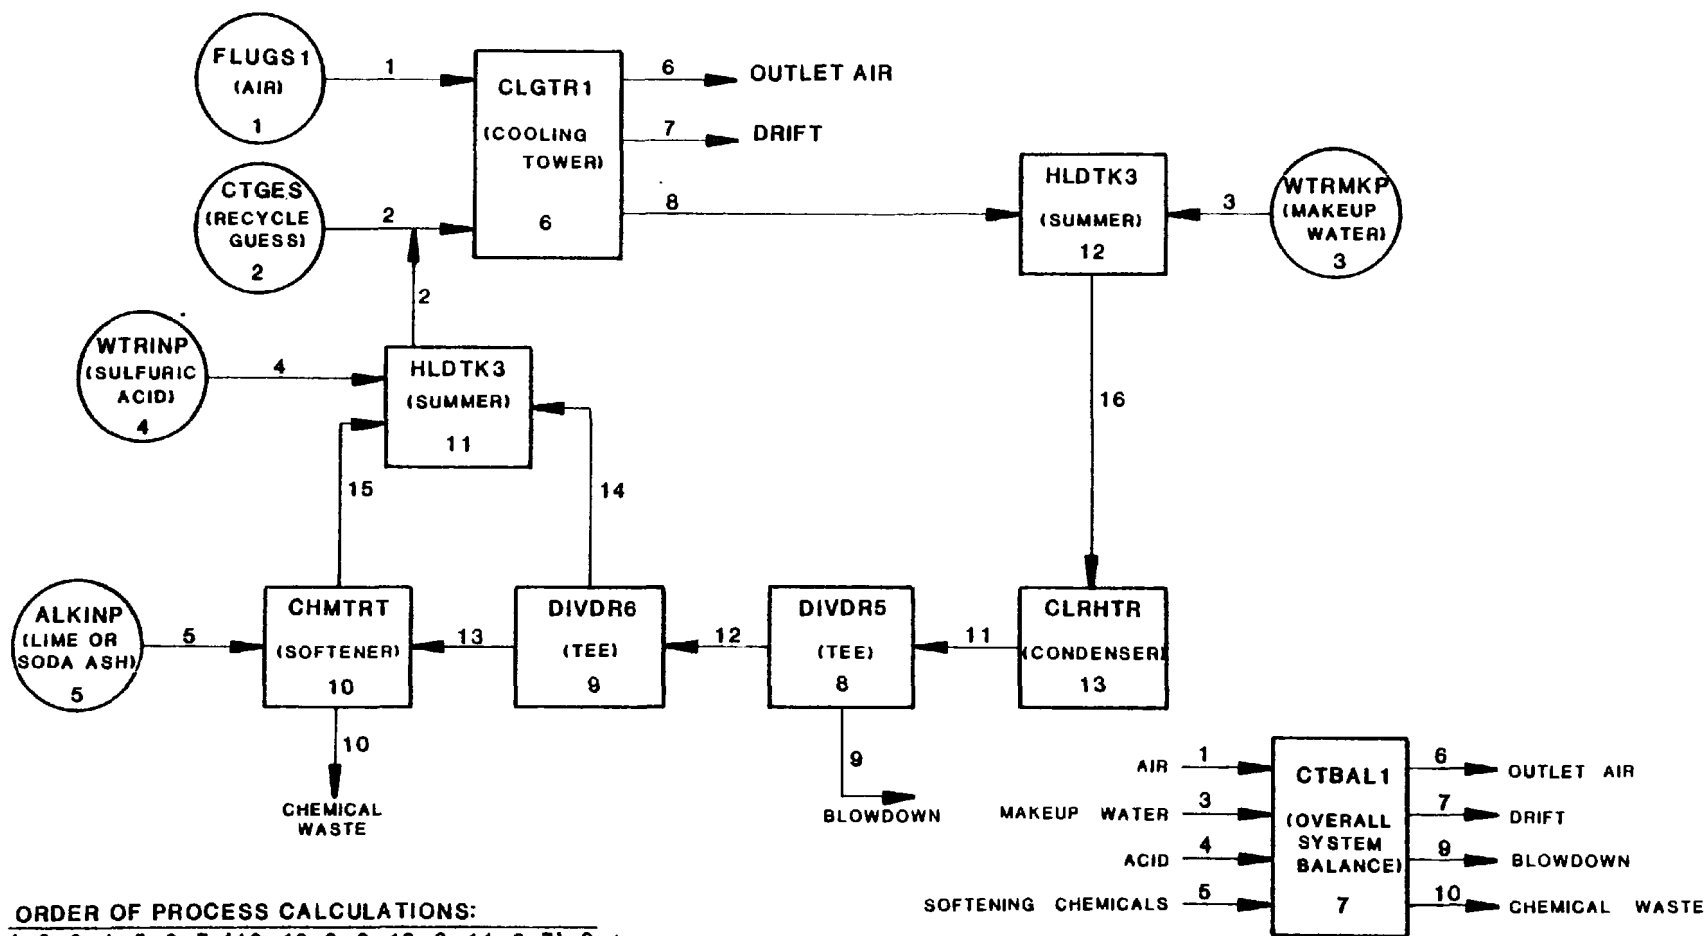 FLUGS1
(AIR)
1
1
CLGTR1
(COOLING
TOWER)
6
6
OUTLET AIR
7
DRIFT
8
CTGES
(RECYCLE
GUESS)
2
2
2
HLDTK3
(SUMMER)
12
3
WTRMKP
(MAKEUP
WATER)
3
WTRINP
(SULFURIC
ACID)
4
4
HLDTK3
(SUMMER)
11
16
15
14
ALKINP
(LIME OR
SODA ASH)
5
5
CHMTRT
(SOFTENER)
10
13
DIVDR6
(TEE)
9
12
DIVDR5
(TEE)
8
11
CLRHTR
(CONDENSER)
13
10
CHEMICAL
WASTE
9
BLOWDOWN
AIR
1
MAKEUP WATER
3
ACID
4
SOFTENING CHEMICALS
5
CTBAL1
(OVERALL
SYSTEM
BALANCE)
7
6
OUTLET AIR
7
DRIFT
9
BLOWDOWN
10
CHEMICAL WASTE
ORDER OF PROCESS CALCULATIONS: